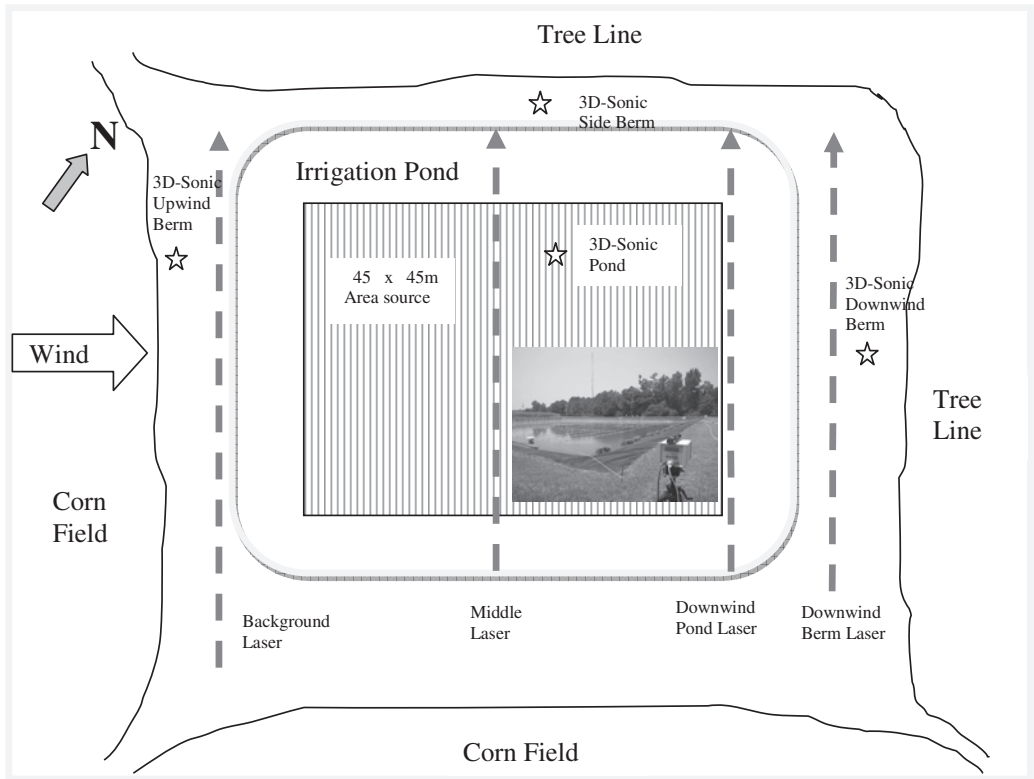 Tree Line
3D-Sonic
Side Berm
N
Irrigation Pond
3D-Sonic
Upwind
Berm
3D-Sonic
Pond
45 x 45m
Area source
3D-Sonic
Downwind
Berm
Wind
Tree
Line
Corn
Field
Background
Laser
Middle
Laser
Downwind
Pond Laser
Downwind
Berm Laser
Corn Field